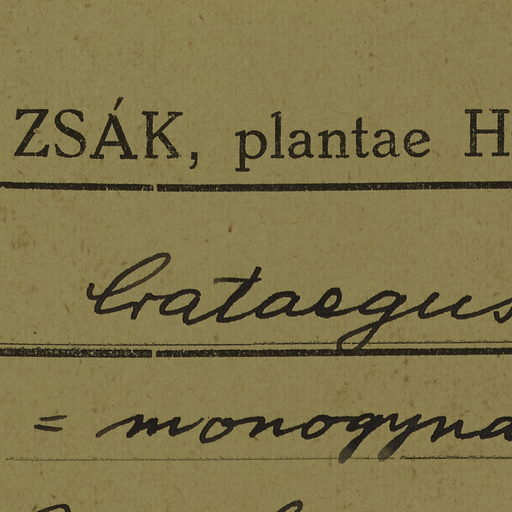 ZSÁK, plantae H
Crataegus
= monogyna